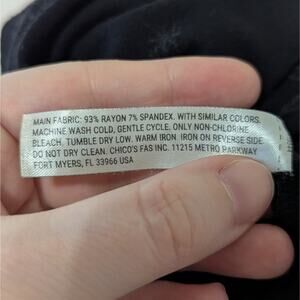 MAIN FABRIC: 93% RAYON 7% SPANDEX. WITH SIMILAR COLORS.
MACHINE WASH COLD, GENTLE CYCLE. ONLY NON-CHLORINE
BLEACH. TUMBLE DRY LOW. WARM IRON. IRON ON REVERSE SIDE.
DO NOT DRY CLEAN. CHICO'S FAS INC. 11215 METRO PARKWAY
FORT MYERS, FL 33966 USA